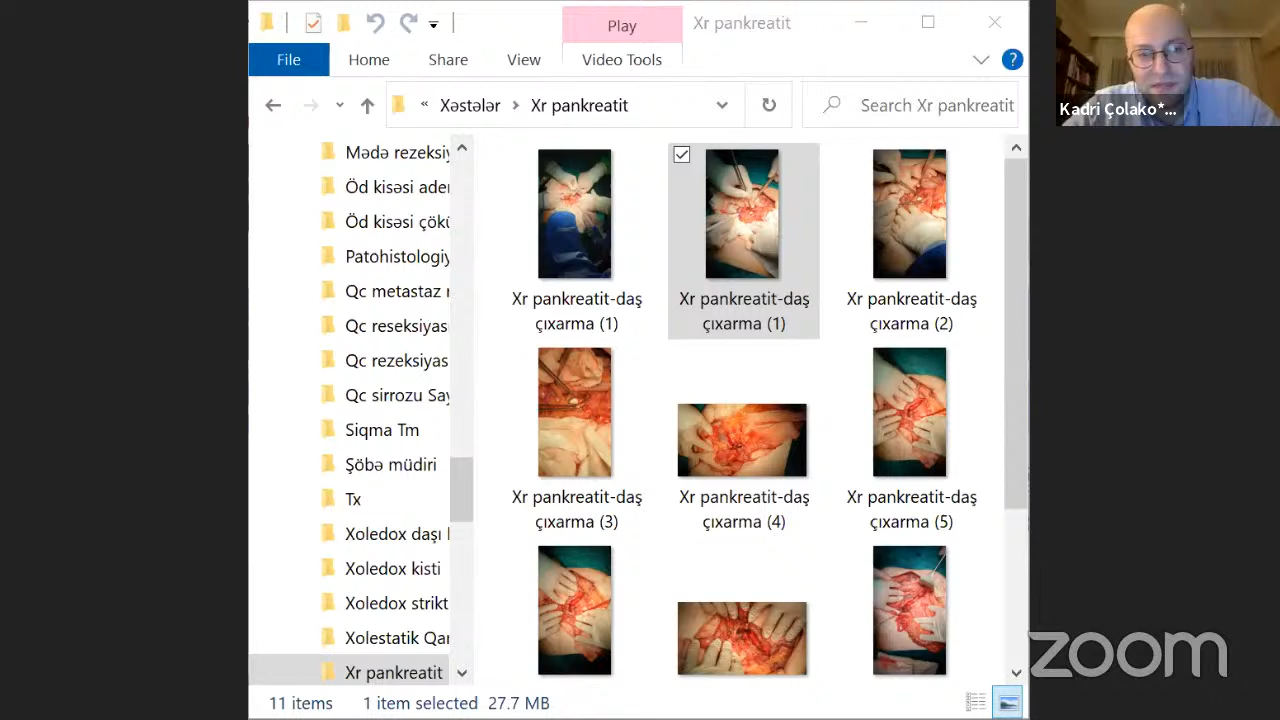 Play
Xr pankreatit
File
Home
Share
View
Video Tools
« Xəstələr > Xr pankreatit
Search Xr pankreatit
Mədə rezeksiy
Öd kisəsi ader
Öd kisəsi çökü
Patohistologiy
Qc metastaz r
Qc reseksiyas
Qc rezeksiyas
Qc sirrozu Say
Siqma Tm
Şöbə müdiri
Tx
Xoledox daşı
Xoledox kisti
Xoledox strikt
Xolestatik Qar
Xr pankreatit
Xr pankreatit-daş
çıxarma (1)
Xr pankreatit-daş
çıxarma (1)
Xr pankreatit-daş
çıxarma (2)
Xr pankreatit-daş
çıxarma (3)
Xr pankreatit-daş
çıxarma (4)
Xr pankreatit-daş
çıxarma (5)
11 items
1 item selected 27.7 MB
Kadri Çolako*...
zoom